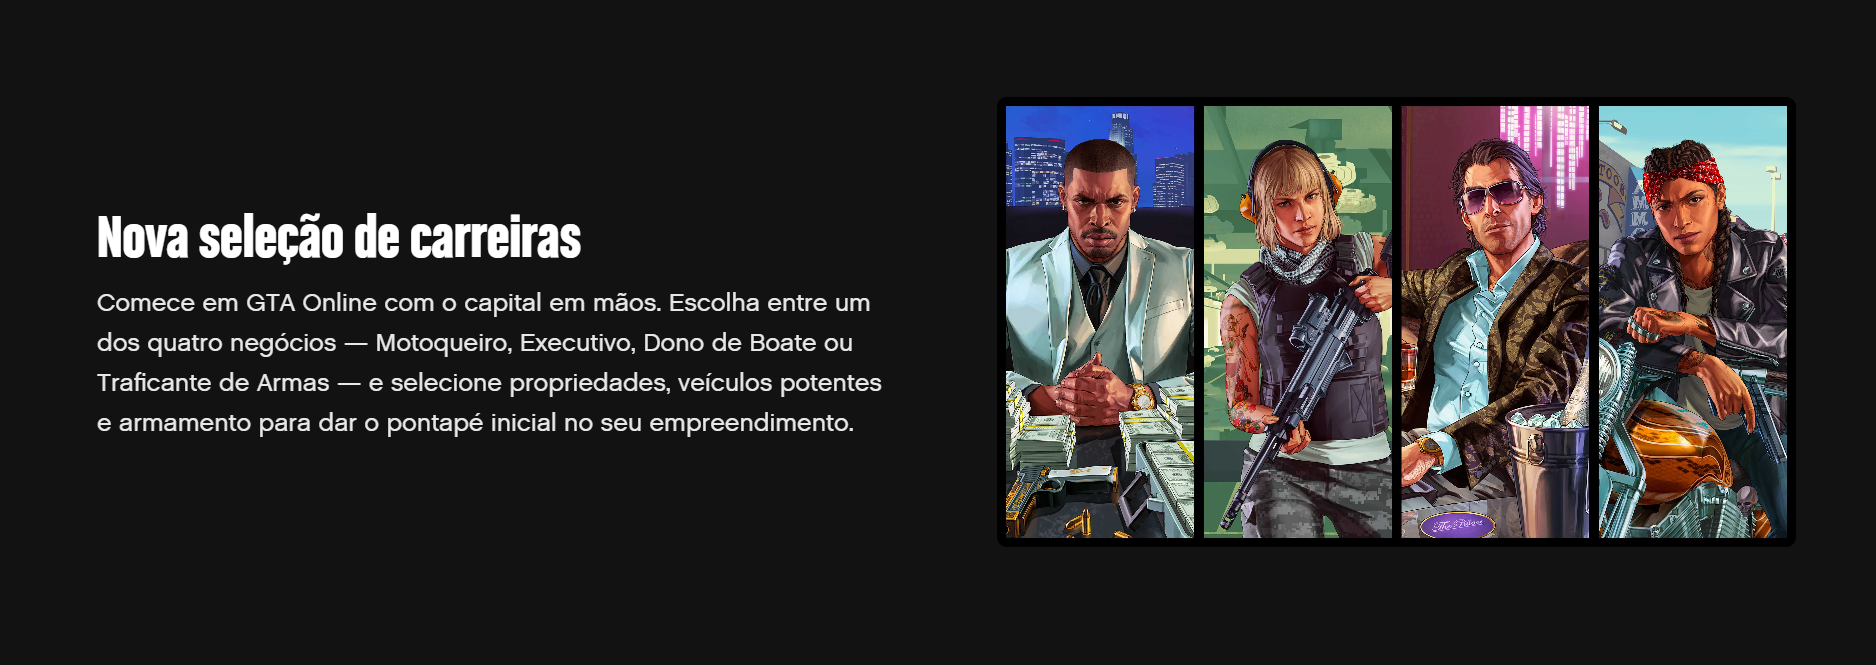 Nova seleção de carreiras
Comece em GTA Online com o capital em mãos. Escolha entre um
dos quatro negócios — Motoqueiro, Executivo, Dono de Boate ou
Traficante de Armas — e selecione propriedades, veículos potentes
e armamento para dar o pontapé inicial no seu empreendimento.